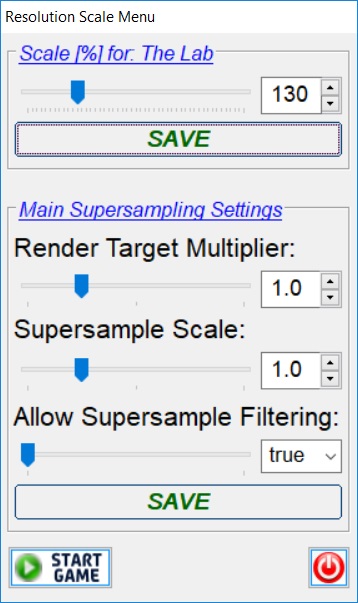 Resolution Scale Menu
Scale [%] for: The Lab
130
SAVE
Main Supersampling Settings
Render Target Multiplier:
1.0
Supersample Scale:
1.0
Allow Supersample Filtering:
true
SAVE
START
GAME